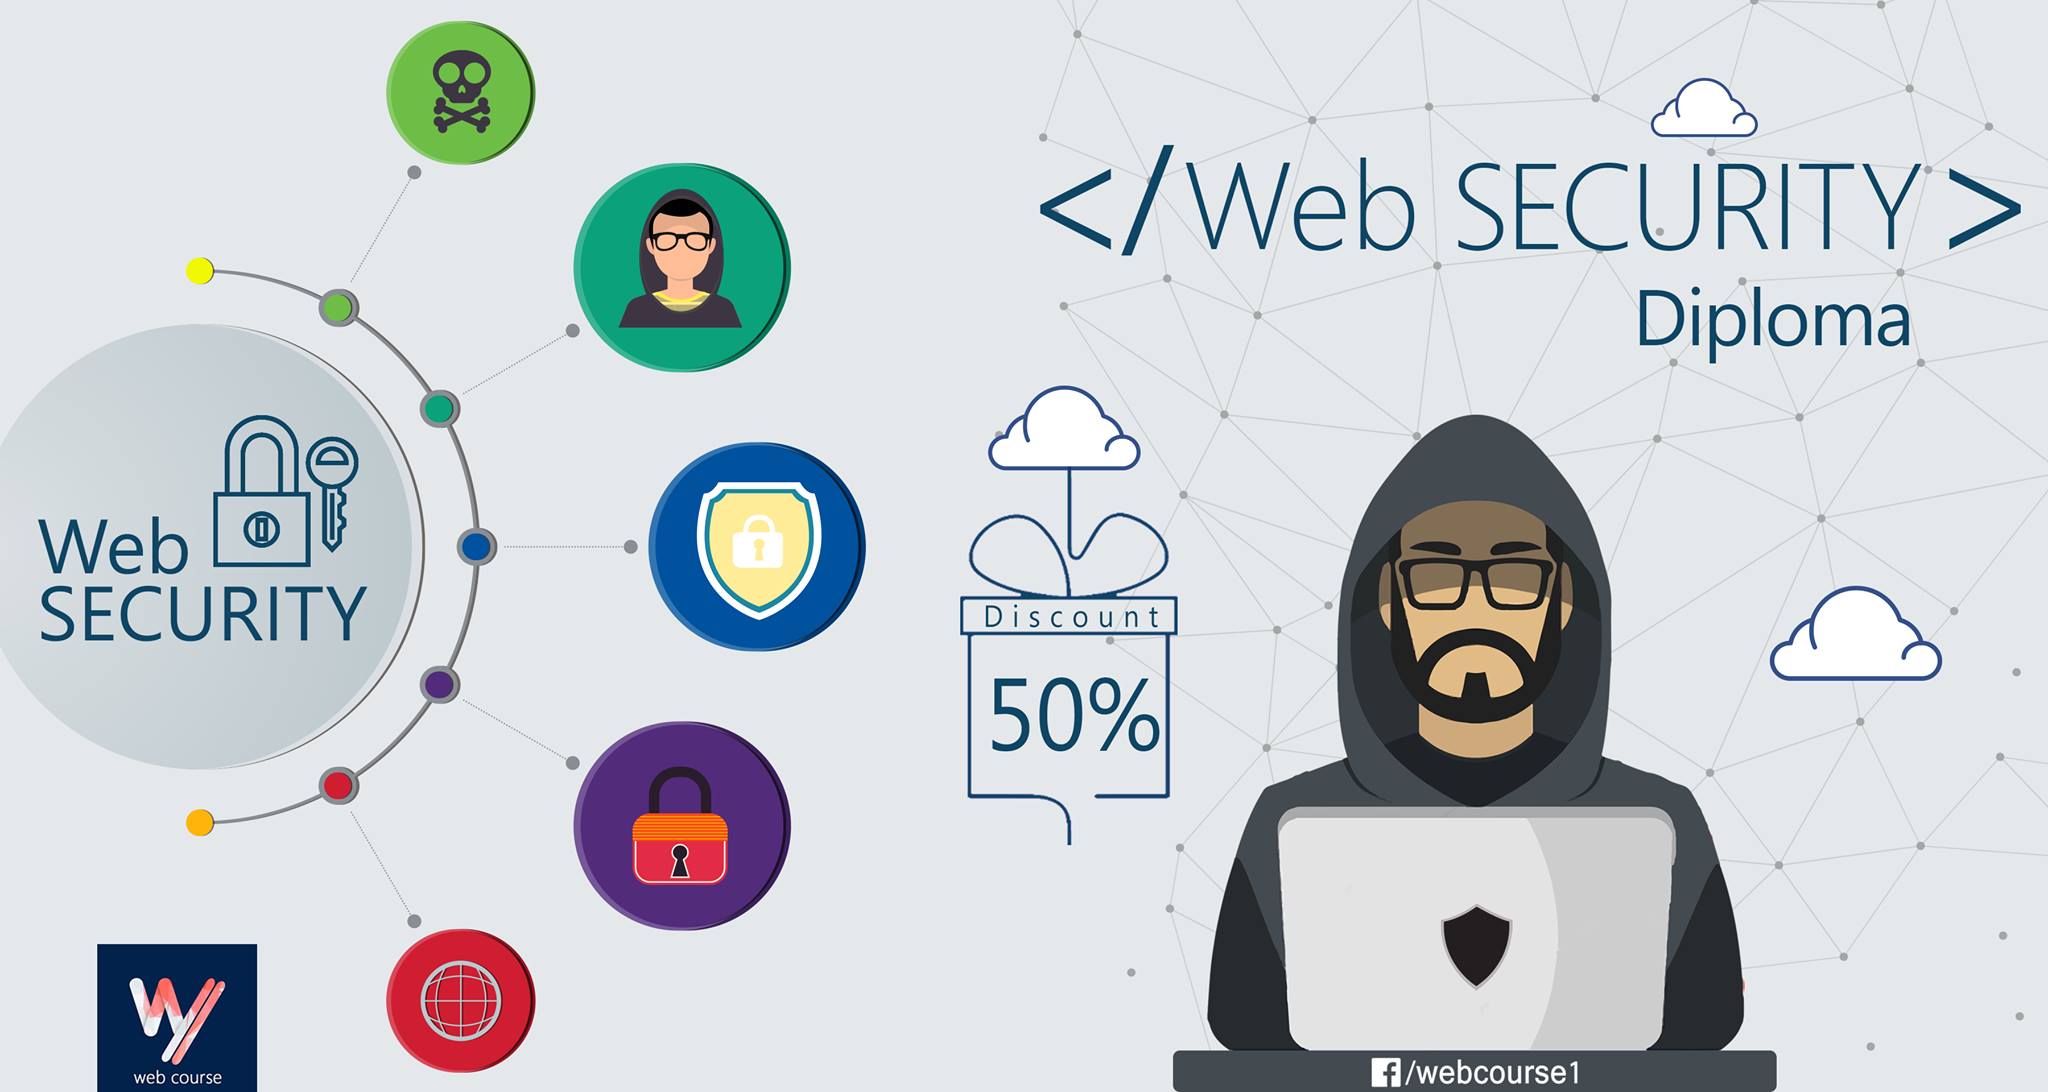 Web
SECURITY
</Web SECURITY>
Diploma
Discount
50%
web course
f/webcourse1